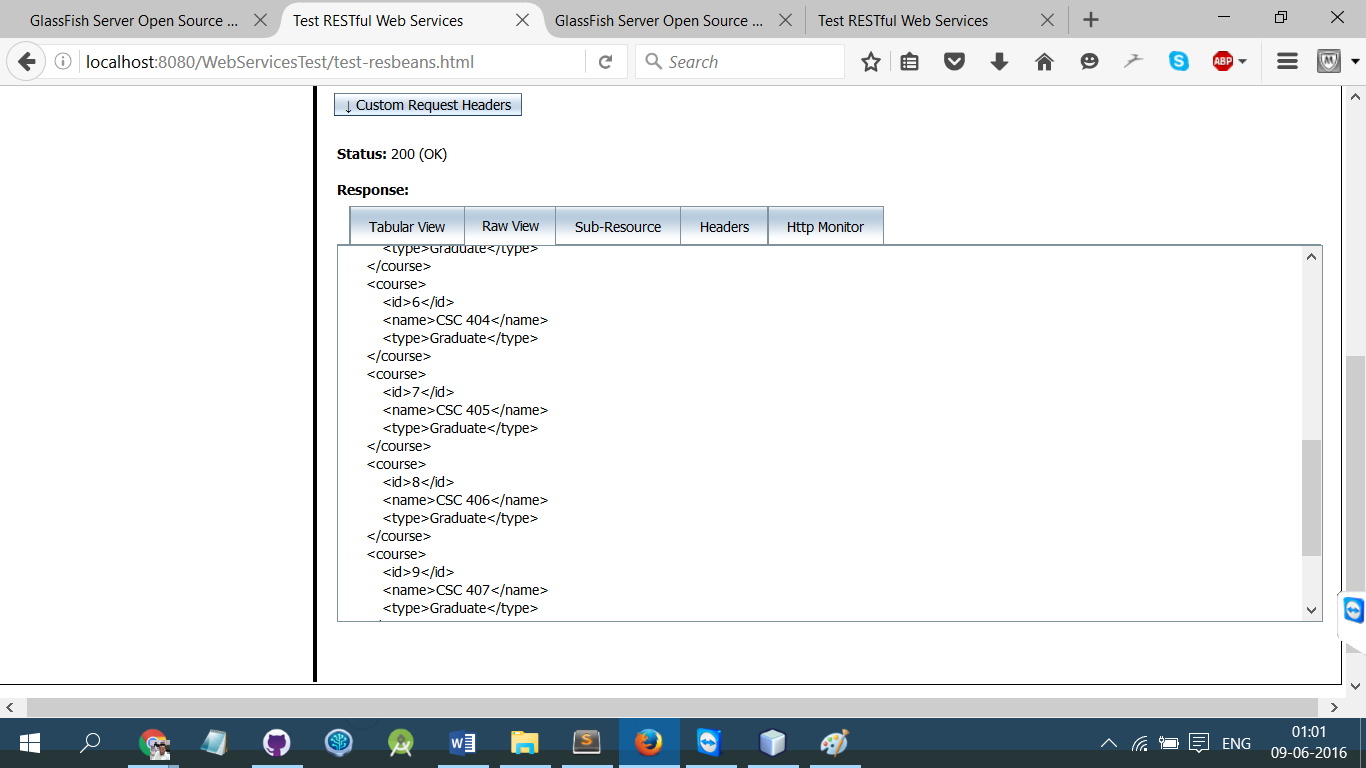 GlassFish Server Open Source ...
Test RESTful Web Services
GlassFish Server Open Source ...
Test RESTful Web Services
localhost:8080/WebServicesTest/test-resbeans.html
Search
ABP
↓ Custom Request Headers
Status: 200 (OK)
Response:
Tabular View Raw View Sub-Resource Headers Http Monitor
<type>Graduate</type>
</course>
<course>
<id>6</id>
<name>CSC 404</name>
<type>Graduate</type>
</course>
<course>
<id>7</id>
<name>CSC 405</name>
<type>Graduate</type>
</course>
<course>
<id>8</id>
<name>CSC 406</name>
<type>Graduate</type>
</course>
<course>
<id>9</id>
<name>CSC 407</name>
<type>Graduate</type>
ENG
01:01
09-06-2016